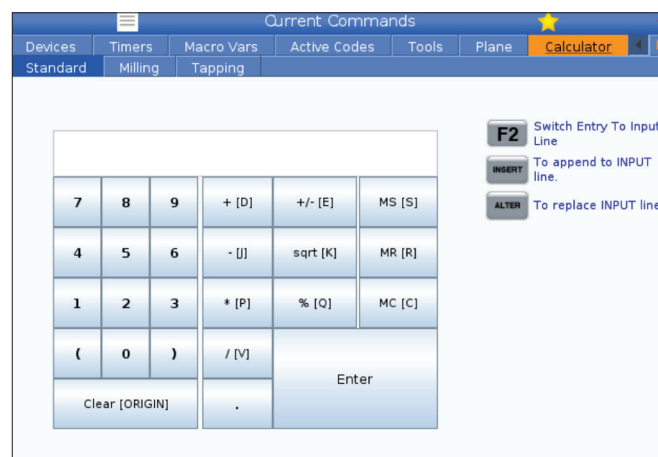 Current Commands
Devices Timers Macro Vars Active Codes Tools Plane Calculator
Standard Milling Tapping
F2 Switch Entry To Input Line
INSERT To append to INPUT line.
ALTER To replace INPUT line
7 8 9 + [D] +/- [E] MS [S]
4 5 6 - [J] sqrt [K] MR [R]
1 2 3 * [P] % [Q] MC [C]
( 0 ) / [V] Enter
Clear [ORIGIN] .